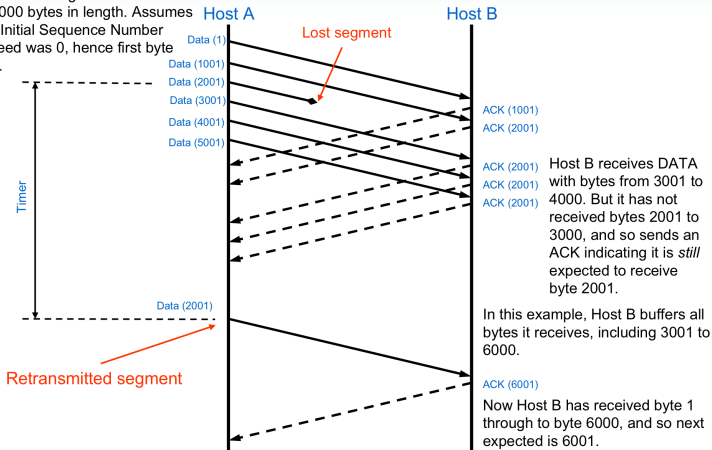 000 bytes in length. Assumes
Initial Sequence Number
eed was 0, hence first byte
Host A
Host B
Lost segment
Data (1)
Data (1001)
Data (2001)
Data (3001)
Data (4001)
Data (5001)
ACK (1001)
ACK (2001)
ACK (2001)
ACK (2001)
ACK (2001)
Timer
Host B receives DATA
with bytes from 3001 to
4000. But it has not
received bytes 2001 to
3000, and so sends an
ACK indicating it is still
expected to receive
byte 2001.
Data (2001)
In this example, Host B buffers all
bytes it receives, including 3001 to
6000.
Retransmitted segment
ACK (6001)
Now Host B has received byte 1
through to byte 6000, and so next
expected is 6001.